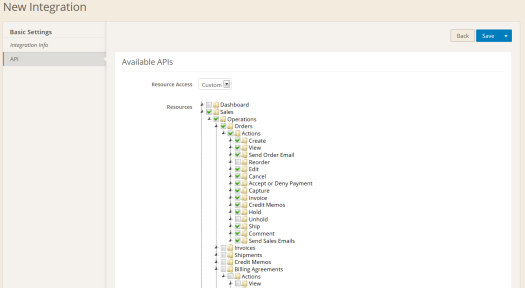 New Integration
Basic Settings
Integration Info
API
Back
Save
Available APIs
Resource Access
Custom
Resources
Dashboard
Sales
Operations
Orders
Actions
Create
View
Send Order Email
Reorder
Edit
Cancel
Accept or Deny Payment
Capture
Invoice
Credit Memos
Hold
Unhold
Ship
Comment
Send Sales Emails
Invoices
Shipments
Credit Memos
Billing Agreements
Actions
View